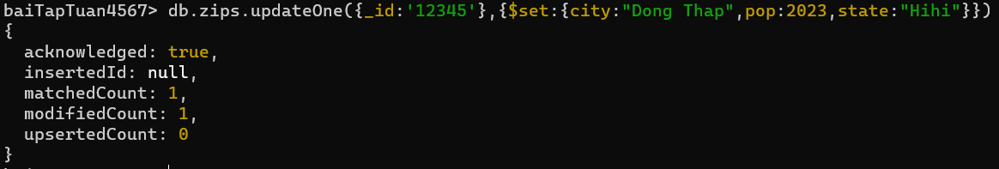 baiTapTuan4567> db.zips.updateOne({_id:'12345'},{$set:{city:"Dong Thap",pop:2023,state:"Hihi"}})
{
  acknowledged: true,
  insertedId: null,
  matchedCount: 1,
  modifiedCount: 1,
  upsertedCount: 0
}